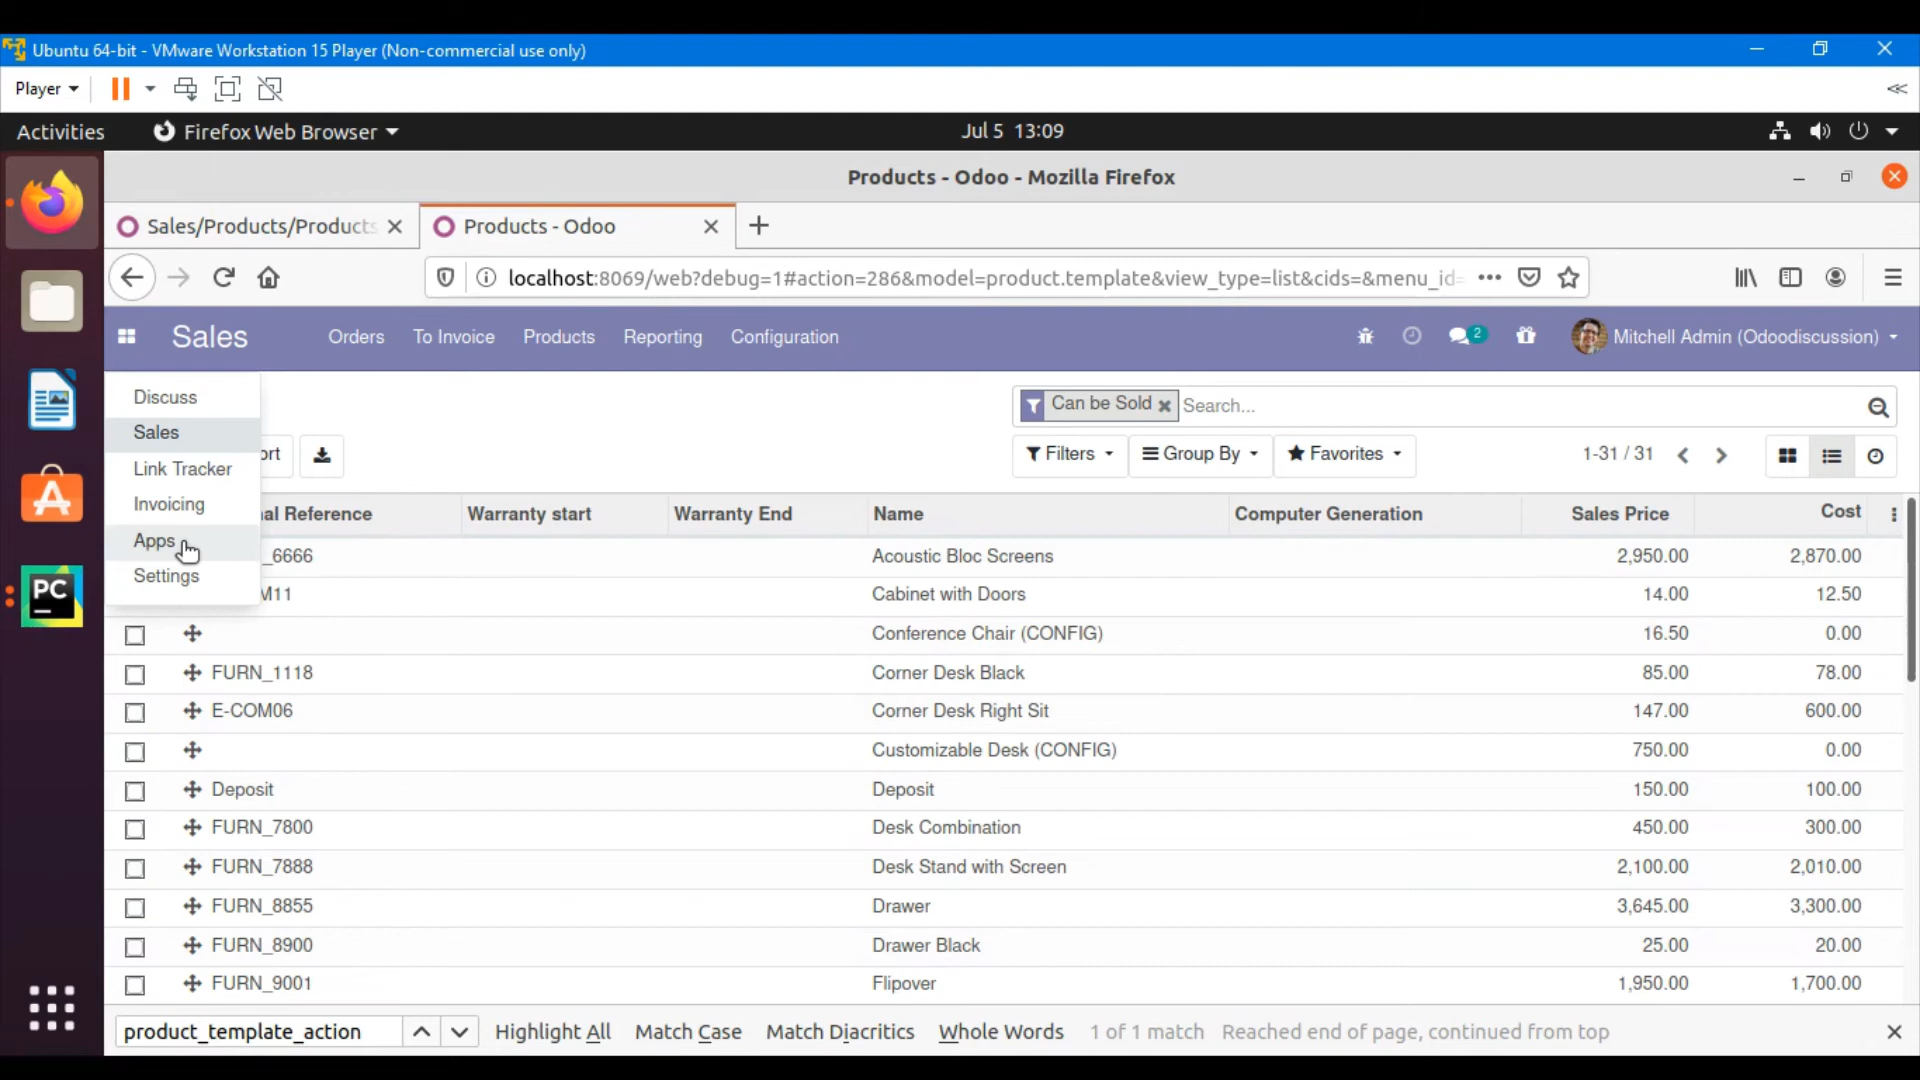 Ubuntu 64-bit - VMware Workstation 15 Player (Non-commercial use only)
Player
Activities
Firefox Web Browser
Jul 5 13:09
Products - Odoo - Mozilla Firefox
Sales/Products/Products
Products - Odoo
localhost:8069/web?debug=1#action=286&model=product.template&view_type=list&cids=&menu_id=
Sales
Orders
To Invoice
Products
Reporting
Configuration
2
Mitchell Admin (Odoodiscussion)
Discuss
Sales
Link Tracker
Invoicing
Apps
Settings
Can be Sold
Search...
ort
Filters
Group By
Favorites
1-31 / 31
al Reference Warranty start Warranty End Name Computer Generation Sales Price Cost
_6666 Acoustic Bloc Screens 2,950.00 2,870.00
M11 Cabinet with Doors 14.00 12.50
Conference Chair (CONFIG) 16.50 0.00
FURN_1118 Corner Desk Black 85.00 78.00
E-COM06 Corner Desk Right Sit 147.00 600.00
Customizable Desk (CONFIG) 750.00 0.00
Deposit Deposit 150.00 100.00
FURN_7800 Desk Combination 450.00 300.00
FURN_7888 Desk Stand with Screen 2,100.00 2,010.00
FURN_8855 Drawer 3,645.00 3,300.00
FURN_8900 Drawer Black 25.00 20.00
FURN_9001 Flipover 1,950.00 1,700.00
PC
product_template_action
Highlight All
Match Case
Match Diacritics
Whole Words
1 of 1 match
Reached end of page, continued from top